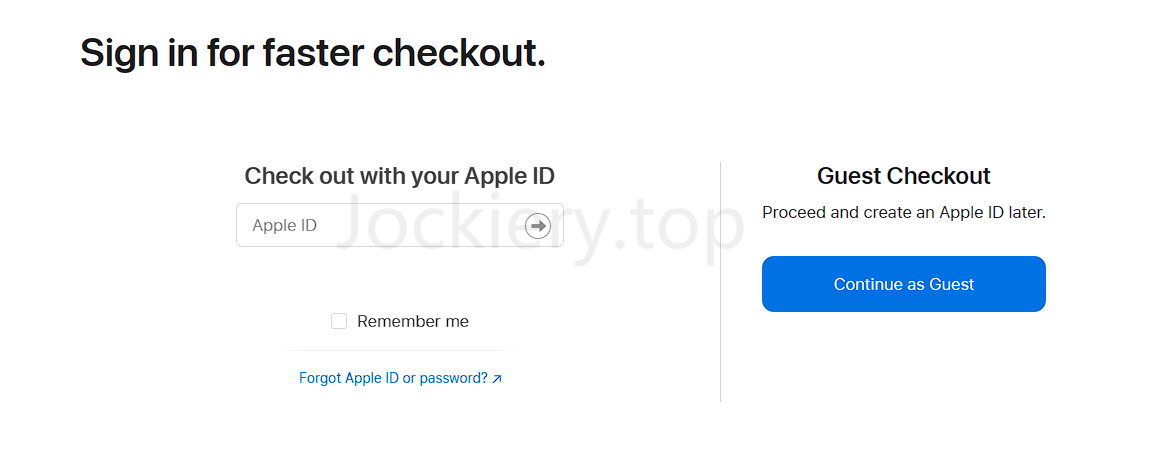 Sign in for faster checkout.
Check out with your Apple ID
Apple ID
Remember me
Forgot Apple ID or password? ↗
Guest Checkout
Proceed and create an Apple ID later.
Continue as Guest
Jockiery.top